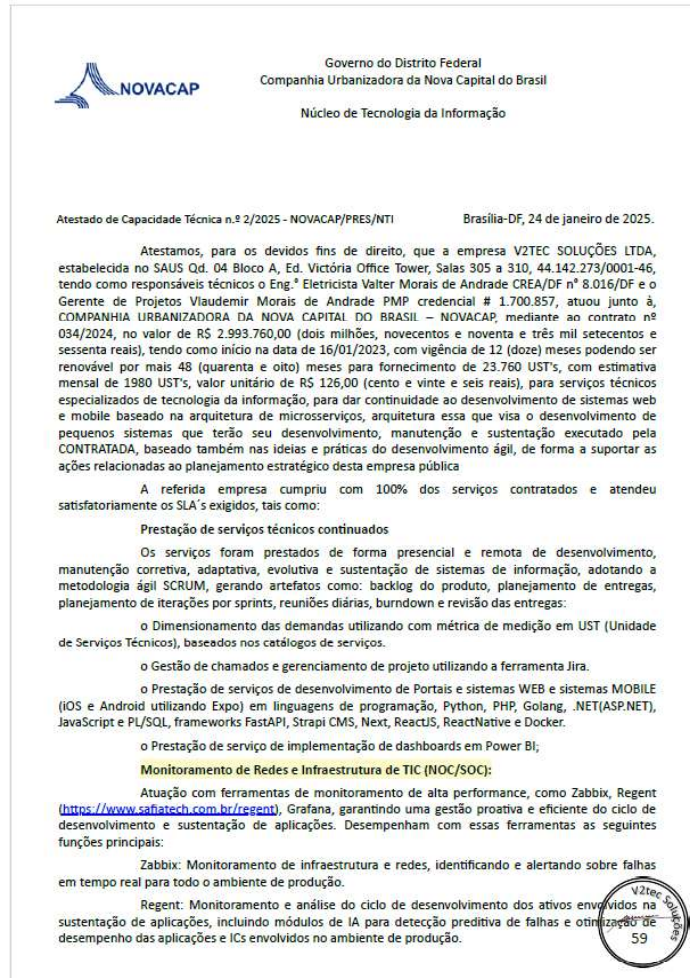 NOVACAP
Governo do Distrito Federal
Companhia Urbanizadora da Nova Capital do Brasil
Núcleo de Tecnologia da Informação
Atestado de Capacidade Técnica n.º 2/2025 - NOVACAP/PRES/NTI
Brasília-DF, 24 de janeiro de 2025.
Atestamos, para os devidos fins de direito, que a empresa V2TEC SOLUÇÕES LTDA,
estabelecida no SAUS Qd. 04 Bloco A, Ed. Victória Office Tower, Salas 305 a 310, 44.142.273/0001-46,
tendo como responsáveis técnicos o Eng.º Eletricista Valter Morais de Andrade CREA/DF nº 8.016/DF e o
Gerente de Projetos Vlaudemir Morais de Andrade PMP credencial # 1.700.857, atuou junto à,
COMPANHIA URBANIZADORA DA NOVA CAPITAL DO BRASIL – NOVACAP, mediante ao contrato nº
034/2024, no valor de R$ 2.993.760,00 (dois milhões, novecentos e noventa e três mil setecentos e
sessenta reais), tendo como início na data de 16/01/2023, com vigência de 12 (doze) meses podendo ser
renovável por mais 48 (quarenta e oito) meses para fornecimento de 23.760 UST's, com estimativa
mensal de 1980 UST's, valor unitário de R$ 126,00 (cento e vinte e seis reais), para serviços técnicos
especializados de tecnologia da informação, para dar continuidade ao desenvolvimento de sistemas web
e mobile baseado na arquitetura de microsserviços, arquitetura essa que visa o desenvolvimento de
pequenos sistemas que terão seu desenvolvimento, manutenção e sustentação executado pela
CONTRATADA, baseado também nas ideias e práticas do desenvolvimento ágil, de forma a suportar as
ações relacionadas ao planejamento estratégico desta empresa pública
A referida empresa cumpriu com 100% dos serviços contratados e atendeu
satisfatoriamente os SLA´s exigidos, tais como:
Prestação de serviços técnicos continuados
Os serviços foram prestados de forma presencial e remota de desenvolvimento,
manutenção corretiva, adaptativa, evolutiva e sustentação de sistemas de informação, adotando a
metodologia ágil SCRUM, gerando artefatos como: backlog do produto, planejamento de entregas,
planejamento de iterações por sprints, reuniões diárias, burndown e revisão das entregas:
o Dimensionamento das demandas utilizando com métrica de medição em UST (Unidade
de Serviços Técnicos), baseados nos catálogos de serviços.
o Gestão de chamados e gerenciamento de projeto utilizando a ferramenta Jira.
o Prestação de serviços de desenvolvimento de Portais e sistemas WEB e sistemas MOBILE
(iOS e Android utilizando Expo) em linguagens de programação, Python, PHP, Golang, .NET(ASP.NET),
JavaScript e PL/SQL, frameworks FastAPI, Strapi CMS, Next, ReactJS, ReactNative e Docker.
o Prestação de serviço de implementação de dashboards em Power BI;
Monitoramento de Redes e Infraestrutura de TIC (NOC/SOC):
Atuação com ferramentas de monitoramento de alta performance, como Zabbix, Regent
(https://www.safiatech.com.br/regent), Grafana, garantindo uma gestão proativa e eficiente do ciclo de
desenvolvimento e sustentação de aplicações. Desempenham com essas ferramentas as seguintes
funções principais:
Zabbix: Monitoramento de infraestrutura e redes, identificando e alertando sobre falhas
em tempo real para todo o ambiente de produção.
Regent: Monitoramento e análise do ciclo de desenvolvimento dos ativos envolvidos na
sustentação de aplicações, incluindo módulos de IA para detecção preditiva de falhas e otimização de
desempenho das aplicações e ICs envolvidos no ambiente de produção.
V2tec Soluções
59